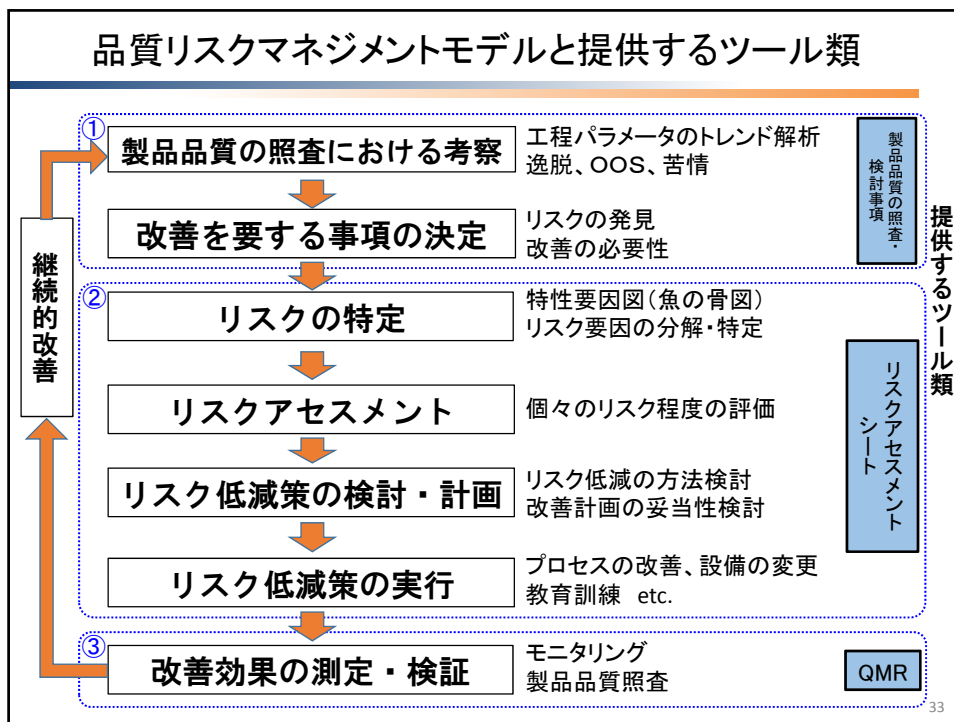 品質リスクマネジメントモデルと提供するツール類
①
製品品質の照査における考察
工程パラメータのトレンド解析
逸脱、OOS、苦情
製品品質の照査・
検討事項
改善を要する事項の決定
リスクの発見
改善の必要性
提供するツール類
継続的改善
②
リスクの特定
特性要因図(魚の骨図)
リスク要因の分解・特定
リスクアセスメント
個々のリスク程度の評価
リスクアセスメント
シート
リスク低減策の検討・計画
リスク低減の方法検討
改善計画の妥当性検討
リスク低減策の実行
プロセスの改善、設備の変更
教育訓練 etc.
③
改善効果の測定・検証
モニタリング
製品品質照査
QMR
33